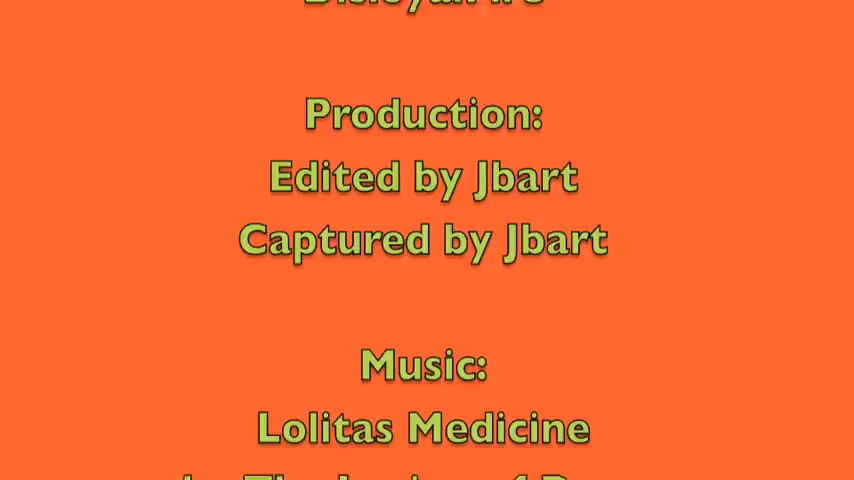 Production:
Edited by Jbart
Captured by Jbart
Music:
Lolitas Medicine